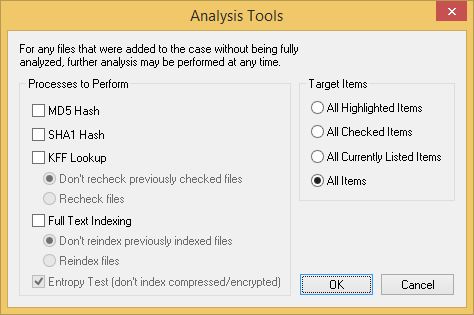 Analysis Tools
For any files that were added to the case without being fully
analyzed, further analysis may be performed at any time.
Processes to Perform
MD5 Hash
SHA1 Hash
KFF Lookup
Don't recheck previously checked files
Recheck files
Full Text Indexing
Don't reindex previously indexed files
Reindex files
Entropy Test (don't index compressed/encrypted)
Target Items
All Highlighted Items
All Checked Items
All Currently Listed Items
All Items
OK
Cancel